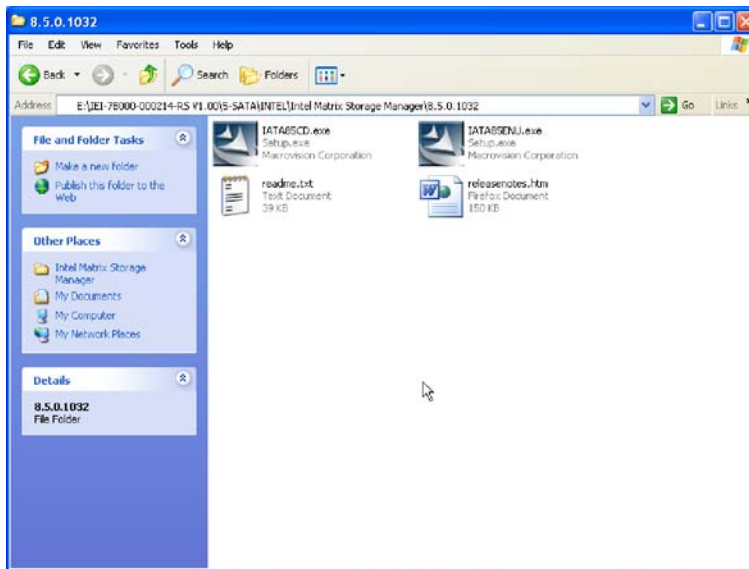 8.5.0.1032
File Edit View Favorites Tools Help
Back Search Folders
Address E:\IEI-7B000-000214-RS V1.00\5-SATA\INTEL\Intel Matrix Storage Manager\8.5.0.1032 Go Links
File and Folder Tasks
Make a new folder
Publish this folder to the
Web
Other Places
Intel Matrix Storage
Manager
My Documents
My Computer
My Network Places
Details
8.5.0.1032
File Folder
IATA85CD.exe
Setup.exe
Macrovision Corporation
IATA85ENU.exe
Setup.exe
Macrovision Corporation
readme.txt
Text Document
39 KB
releasenotes.htm
Firefox Document
150 KB